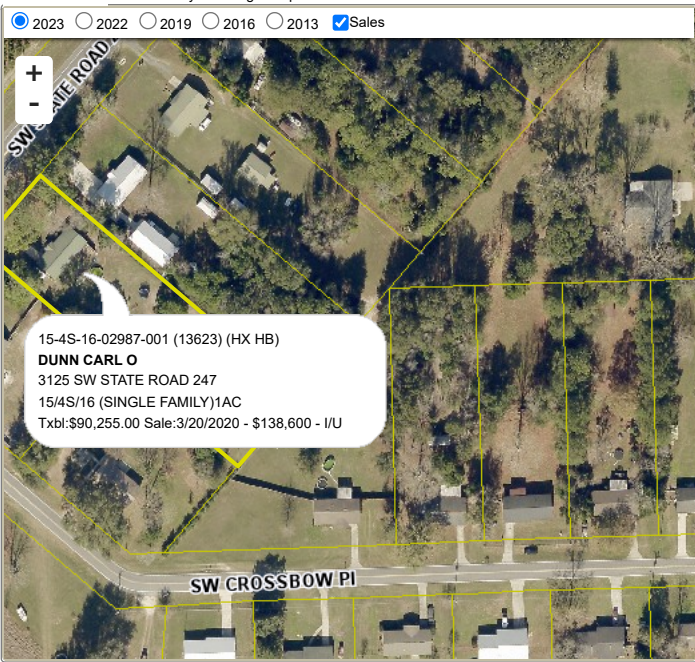 2023 2022 2019 2016 2013 Sales
+
-
SW STATE ROAD
15-4S-16-02987-001 (13623) (HX HB)
DUNN CARL O
3125 SW STATE ROAD 247
15/4S/16 (SINGLE FAMILY)1AC
Txbl:$90,255.00 Sale:3/20/2020 - $138,600 - I/U
SW CROSSBOW Pl